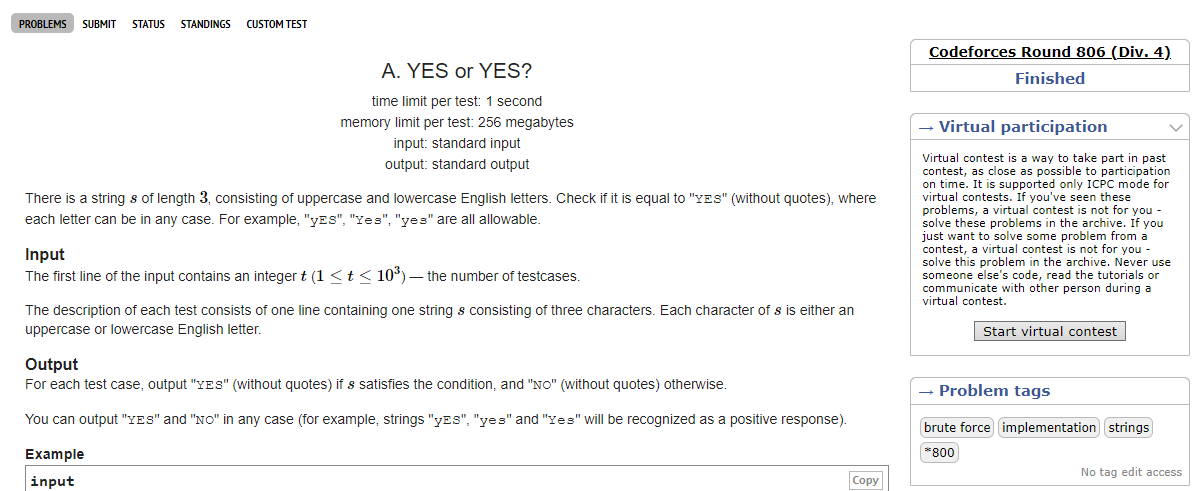 PROBLEMS SUBMIT STATUS STANDINGS CUSTOM TEST
A. YES or YES?
time limit per test: 1 second
memory limit per test: 256 megabytes
input: standard input
output: standard output
There is a string s of length 3, consisting of uppercase and lowercase English letters. Check if it is equal to "YES" (without quotes), where
each letter can be in any case. For example, "yES", "Yes", "yes" are all allowable.
Input
The first line of the input contains an integer t (1 ≤ t ≤ 10³) — the number of testcases.
The description of each test consists of one line containing one string s consisting of three characters. Each character of s is either an
uppercase or lowercase English letter.
Output
For each test case, output "YES" (without quotes) if s satisfies the condition, and "NO" (without quotes) otherwise.
You can output "YES" and "NO" in any case (for example, strings "yES", "yes" and "Yes" will be recognized as a positive response).
Example
input
Copy
Codeforces Round 806 (Div. 4)
Finished
→ Virtual participation
Virtual contest is a way to take part in past
contest, as close as possible to participation
on time. It is supported only ICPC mode for
virtual contests. If you've seen these
problems, a virtual contest is not for you -
solve these problems in the archive. If you
just want to solve some problem from a
contest, a virtual contest is not for you -
solve this problem in the archive. Never use
someone else's code, read the tutorials or
communicate with other person during a
virtual contest.
Start virtual contest
→ Problem tags
brute force implementation strings
*800
No tag edit access